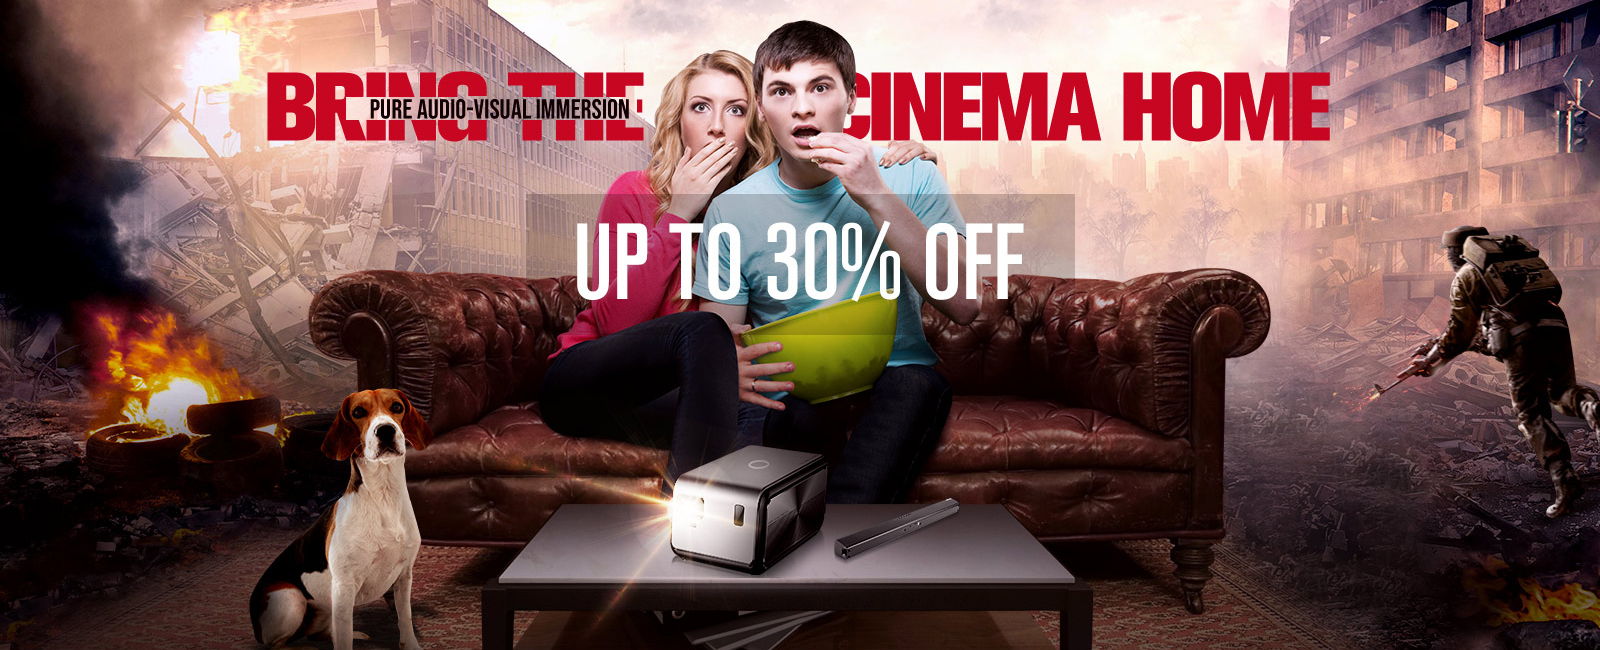 BRING THE CINEMA HOME
PURE AUDIO-VISUAL IMMERSION
UP TO 30% OFF